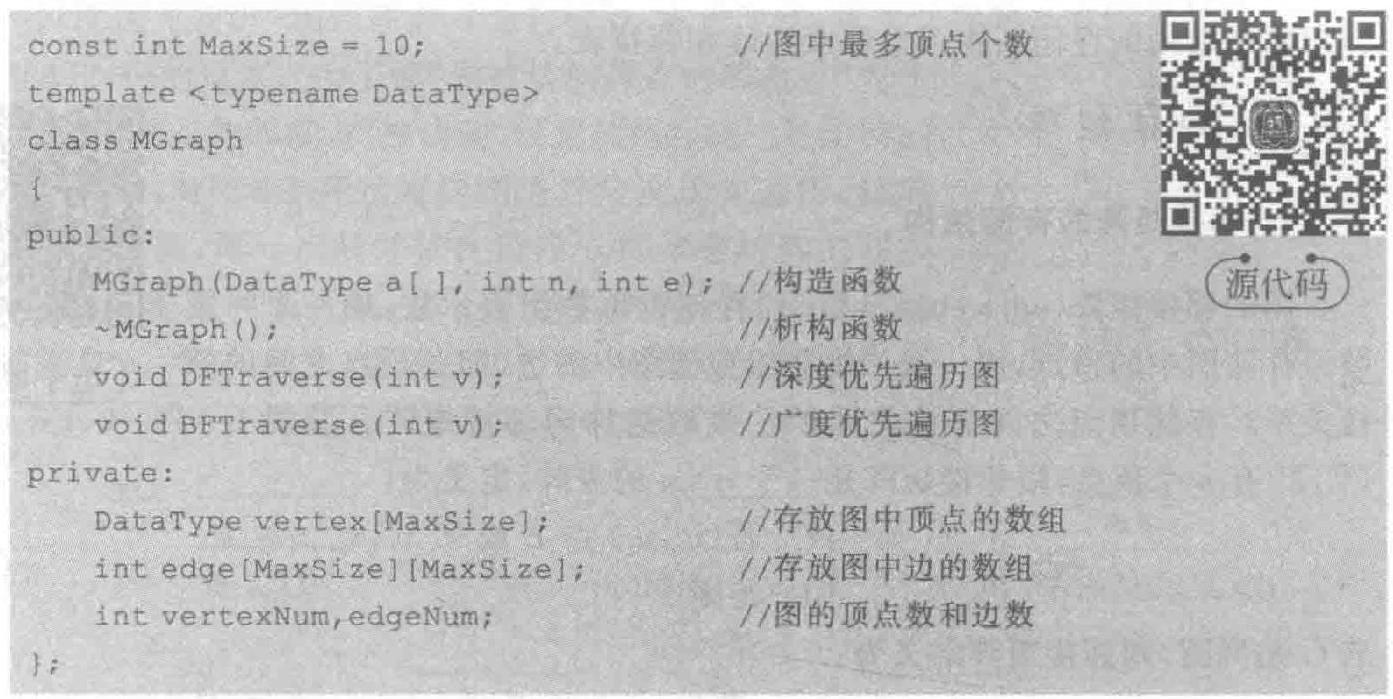 const int MaxSize = 10; //图中最多顶点个数
template <typename DataType>
class MGraph
{
public:
MGraph(DataType a[ ], int n, int e); //构造函数
~MGraph(); //析构函数
void DFTraverse(int v); //深度优先遍历图
void BFTraverse(int v); //广度优先遍历图
private:
DataType vertex[MaxSize]; //存放图中顶点的数组
int edge[MaxSize][MaxSize]; //存放图中边的数组
int vertexNum,edgeNum; //图的顶点数和边数
};
源代码